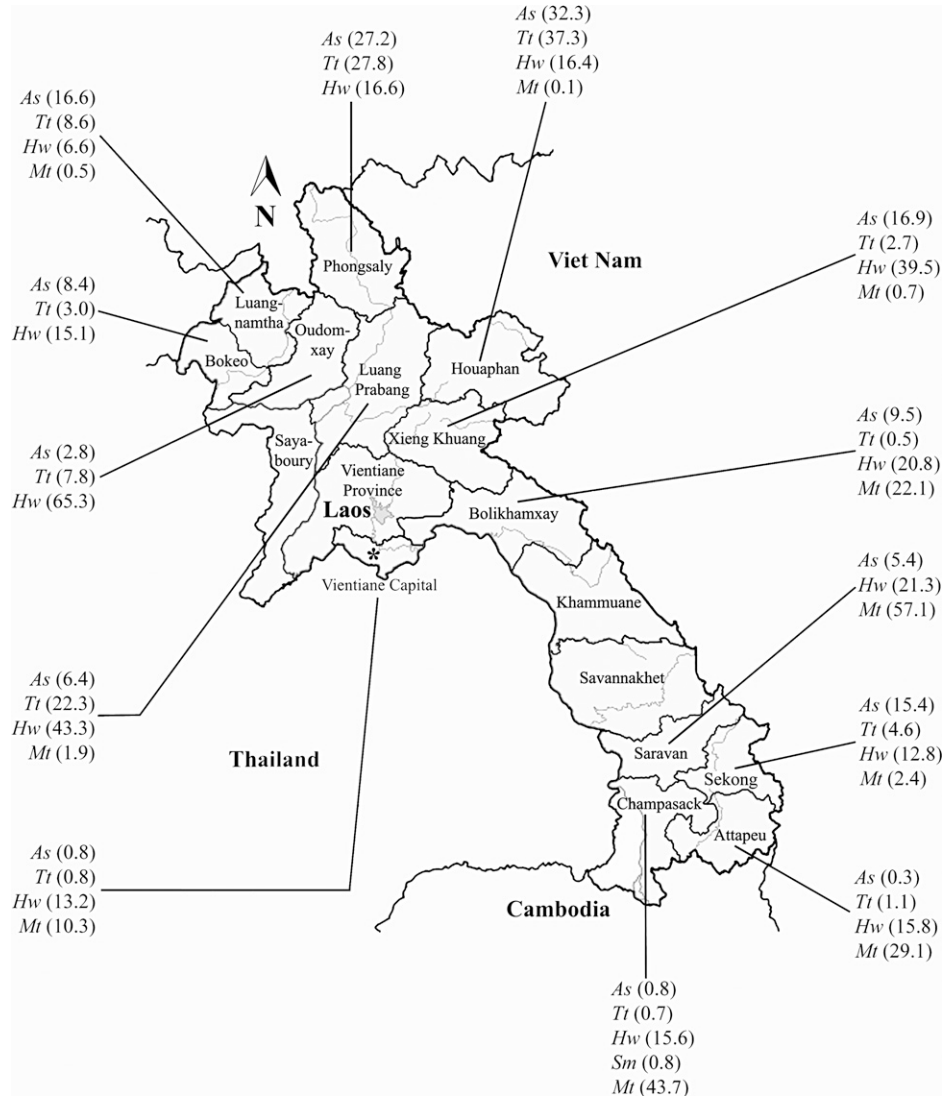 As (32.3)
Tt (37.3)
Hw (16.4)
Mt (0.1)
As (27.2)
Tt (27.8)
Hw (16.6)
As (16.6)
Tt (8.6)
Hw (6.6)
Mt (0.5)
N
As (16.9)
Tt (2.7)
Hw (39.5)
Mt (0.7)
Phongsaly
Viet Nam
As (8.4)
Tt (3.0)
Hw (15.1)
Luang-
namtha
Oudom-
xay
Bokeo
Luang
Prabang
Houaphan
As (9.5)
Tt (0.5)
Hw (20.8)
Mt (22.1)
As (2.8)
Tt (7.8)
Hw (65.3)
Saya-
boury
Xieng Khuang
Vientiane
Province
Laos
Bolikhamxay
*
Vientiane Capital
As (5.4)
Hw (21.3)
Mt (57.1)
Khammuane
Savannakhet
As (6.4)
Tt (22.3)
Hw (43.3)
Mt (1.9)
Thailand
As (15.4)
Tt (4.6)
Hw (12.8)
Mt (2.4)
Saravan
Sekong
Champasack
Attapeu
As (0.8)
Tt (0.8)
Hw (13.2)
Mt (10.3)
Cambodia
As (0.3)
Tt (1.1)
Hw (15.8)
Mt (29.1)
As (0.8)
Tt (0.7)
Hw (15.6)
Sm (0.8)
Mt (43.7)